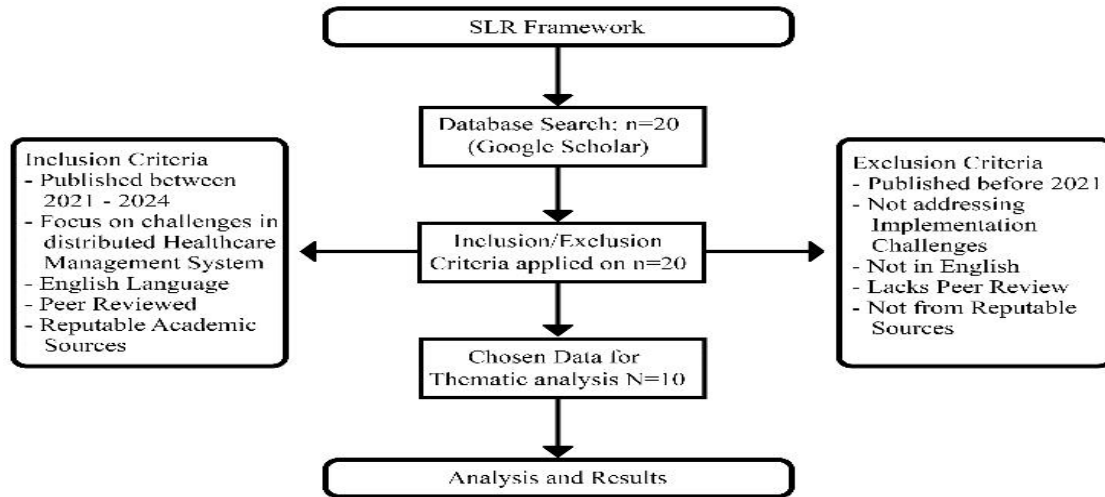 SLR Framework
Database Search: n=20
(Google Scholar)
Inclusion Criteria
- Published between
2021 - 2024
- Focus on challenges in
distributed Healthcare
Management System
- English Language
- Peer Reviewed
- Reputable Academic
Sources
Inclusion/Exclusion
Criteria applied on n=20
Exclusion Criteria
- Published before 2021
- Not addressing
Implementation
Challenges
- Not in English
- Lacks Peer Review
- Not from Reputable
Sources
Chosen Data for
Thematic analysis N=10
Analysis and Results